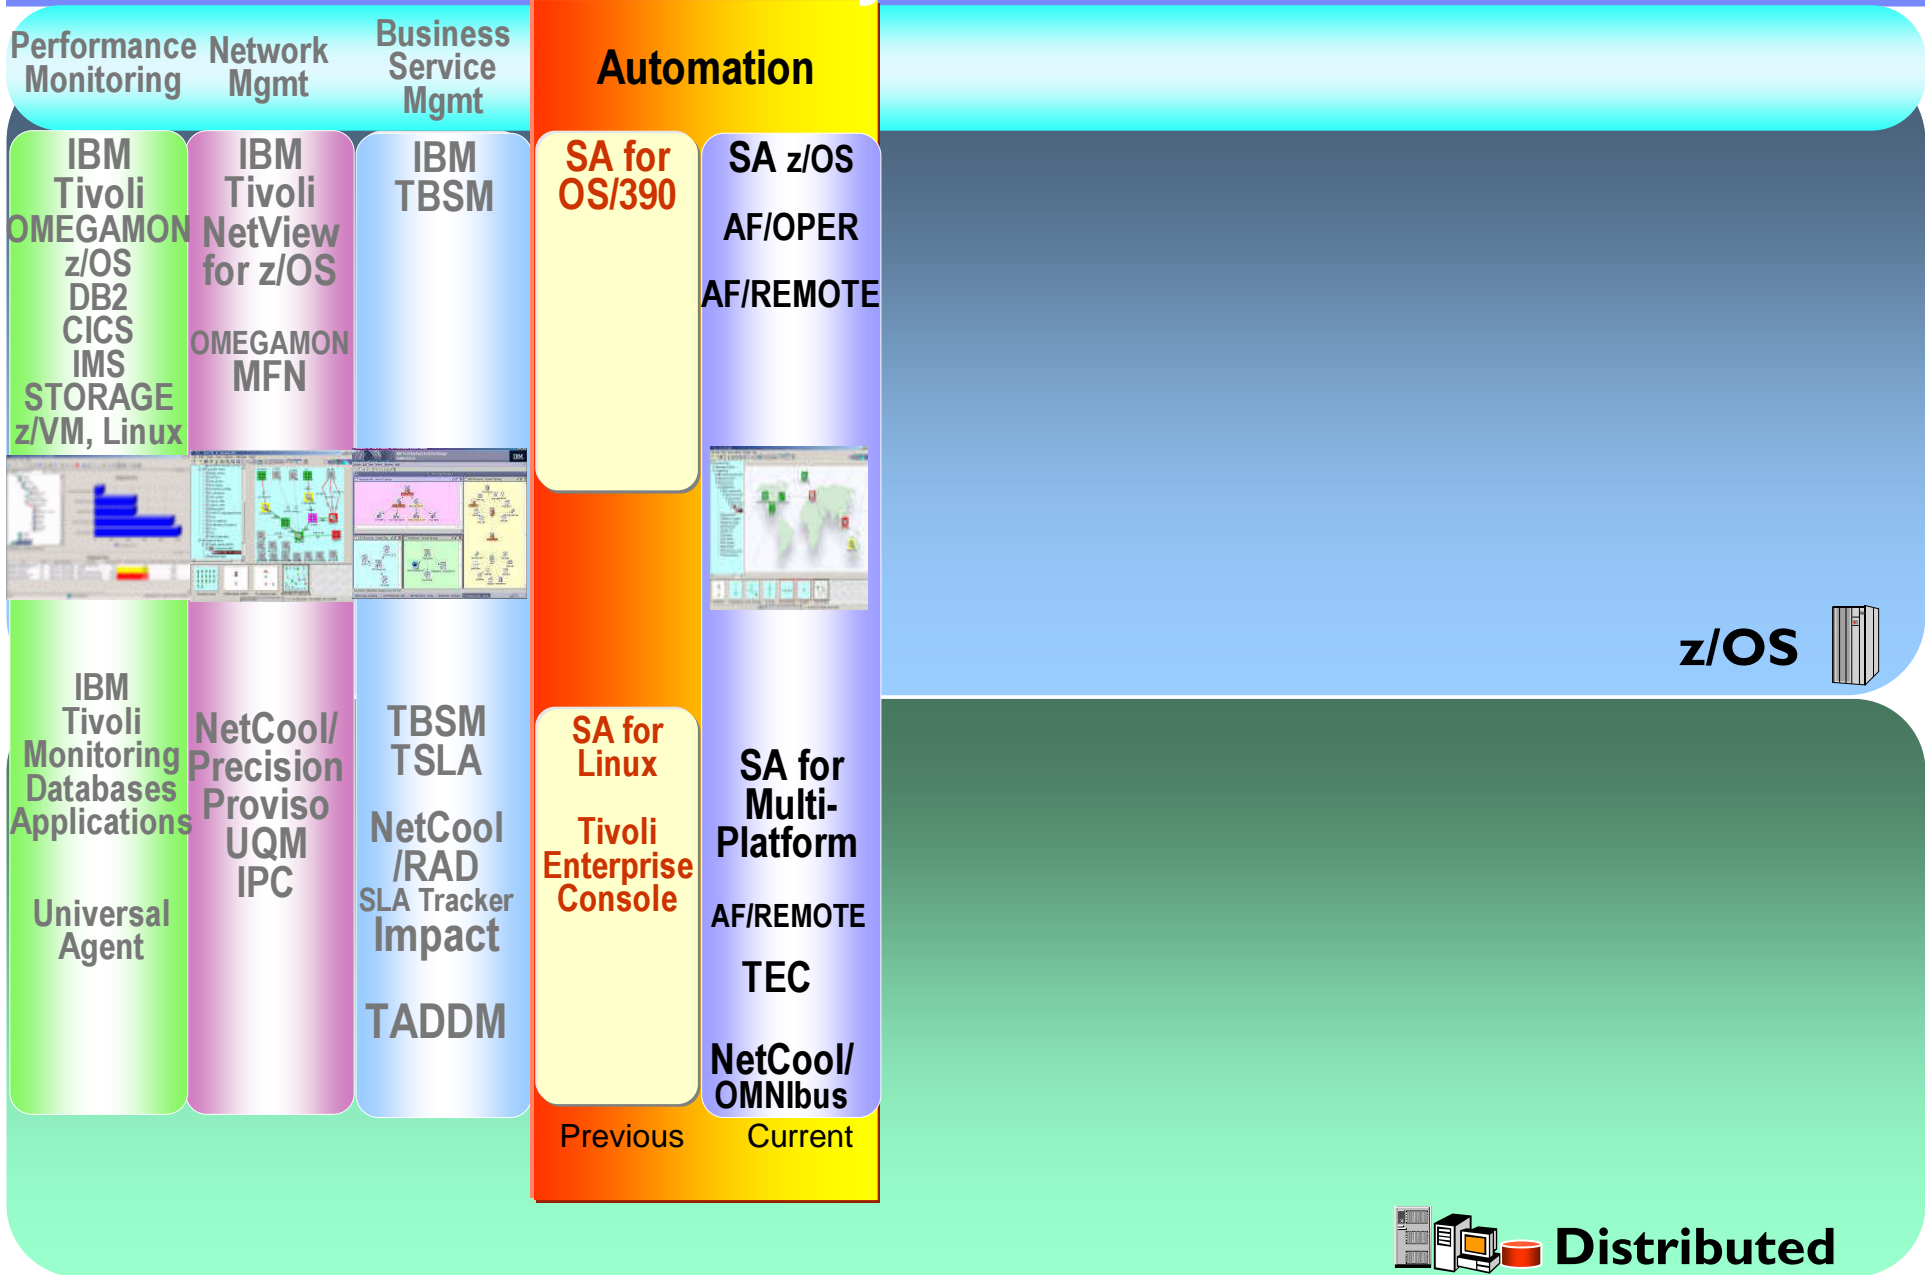 Performance
Monitoring
Network
Mgmt
Business
Service
Mgmt
Automation
IBM
Tivoli
OMEGAMON
z/OS
DB2
CICS
IMS
STORAGE
z/VM, Linux
IBM
Tivoli
NetView
for z/OS
OMEGAMON
MFN
IBM
TBSM
SA for
OS/390
SA z/OS
AF/OPER
AF/REMOTE
z/OS
IBM
Tivoli
Monitoring
Databases
Applications
Universal
Agent
NetCool/
Precision
Proviso
UQM
IPC
TBSM
TSLA
NetCool
/RAD
SLA Tracker
Impact
TADDM
SA for
Linux
Tivoli
Enterprise
Console
SA for
Multi-
Platform
AF/REMOTE
TEC
NetCool/
OMNIbus
Previous
Current
Distributed